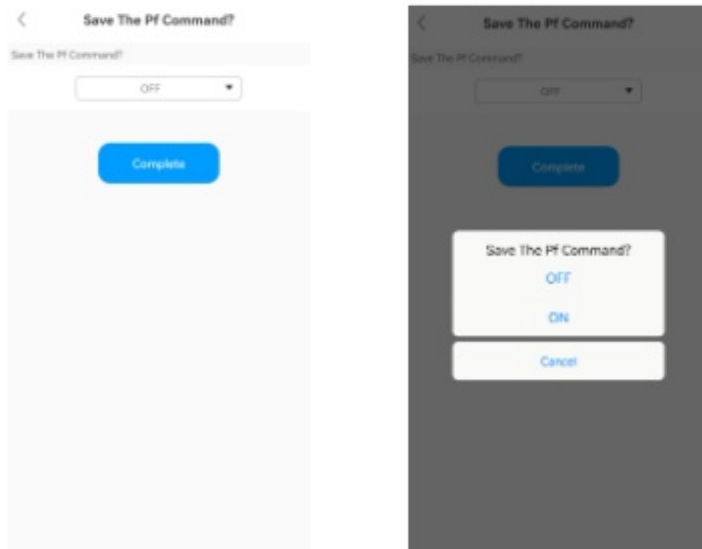 Save The Pf Command?
Save The Pf Command?
OFF
Complete
Save The Pf Command?
Save The Pf Command?
OFF
Complete
Save The Pf Command?
OFF
ON
Cancel